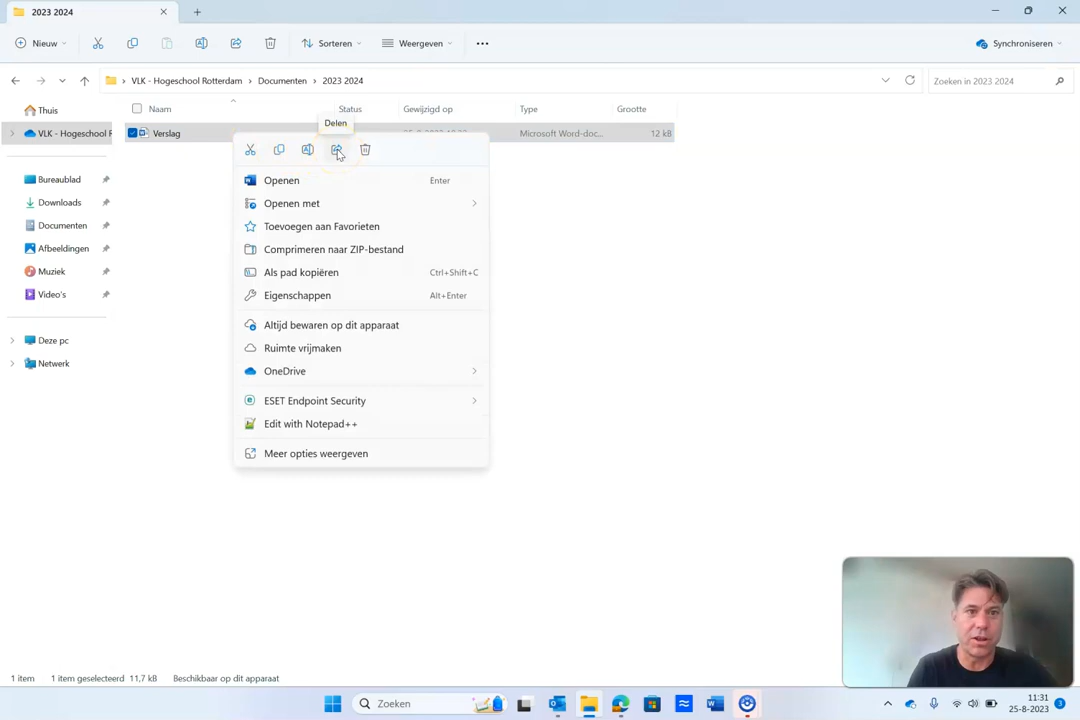 2023 2024
Nieuw
Sorteren
Weergeven
Synchroniseren
VLK - Hogeschool Rotterdam
Documenten
2023 2024
Zoeken in 2023 2024
Thuis
VLK - Hogeschool R
Bureaublad
Downloads
Documenten
Afbeeldingen
Muziek
Video's
Deze pc
Netwerk
Naam Status Gewijzigd op Type Grootte
Delen
Verslag Microsoft Word-doc... 12 kB
Openen Enter
Openen met
Toevoegen aan Favorieten
Comprimeren naar ZIP-bestand
Als pad kopiëren Ctrl+Shift+C
Eigenschappen Alt+Enter
Altijd bewaren op dit apparaat
Ruimte vrijmaken
OneDrive
ESET Endpoint Security
Edit with Notepad++
Meer opties weergeven
1 item 1 item geselecteerd 11,7 kB Beschikbaar op dit apparaat
Zoeken
11:31
25-8-2023
3